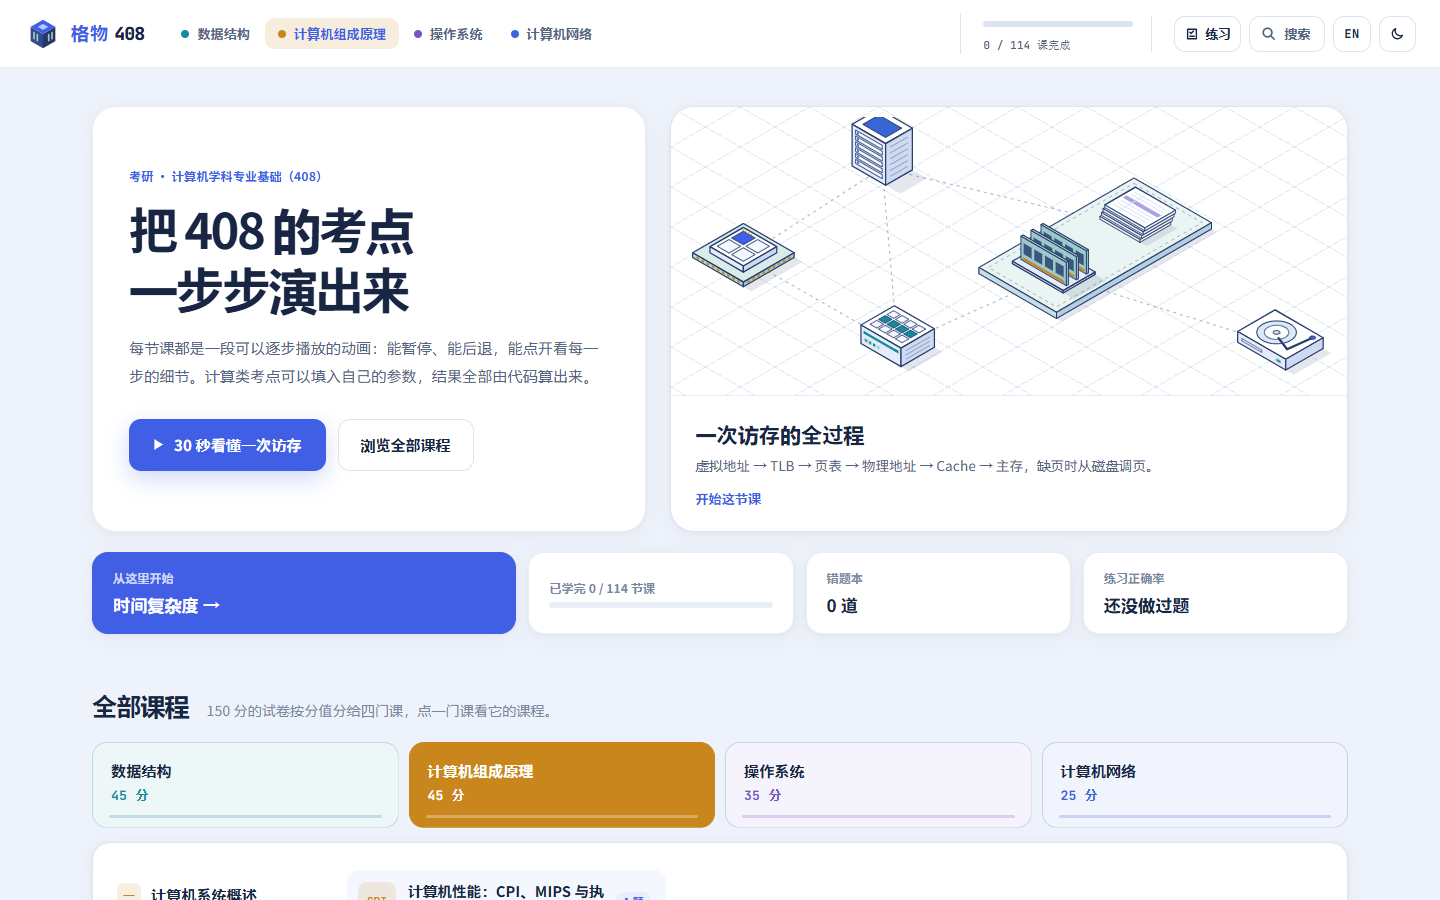 格物 408
数据结构
计算机组成原理
操作系统
计算机网络
0 / 114 课完成
练习
搜索
EN
考研 · 计算机学科专业基础（408）
把 408 的考点
一步步演出来
每节课都是一段可以逐步播放的动画：能暂停、能后退，能点开看每一
步的细节。计算类考点可以填入自己的参数，结果全部由代码算出来。
30 秒看懂一次访存
浏览全部课程
一次访存的全过程
虚拟地址 → TLB → 页表 → 物理地址 → Cache → 主存，缺页时从磁盘调页。
开始这节课
从这里开始
时间复杂度 →
已学完 0 / 114 节课
错题本
0 道
练习正确率
还没做过题
全部课程
150 分的试卷按分值分给四门课，点一门课看它的课程。
数据结构
45 分
计算机组成原理
45 分
操作系统
35 分
计算机网络
25 分
一
计算机系统概述
计算机性能：CPI、MIPS 与执